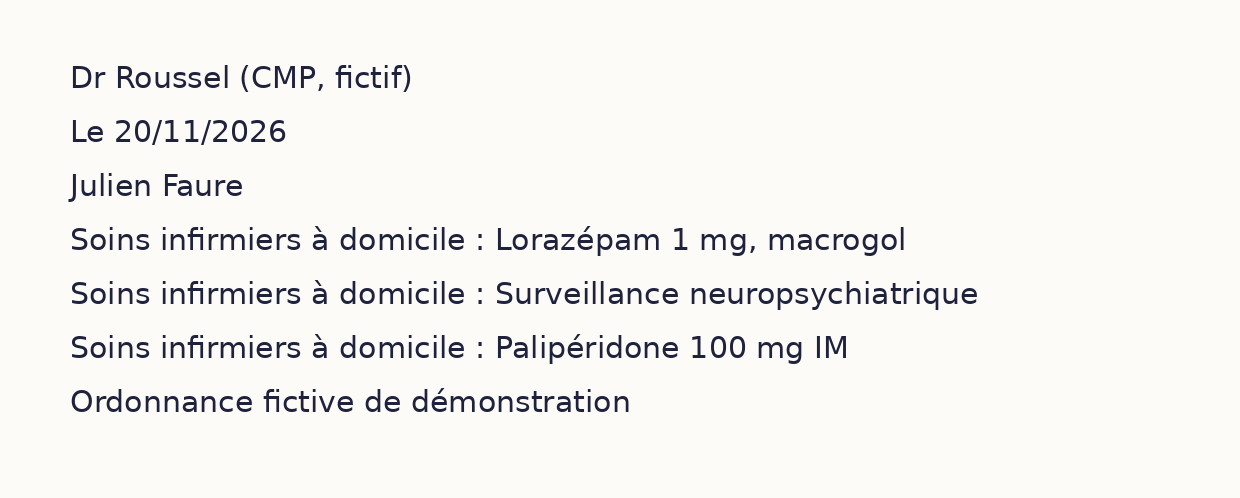 Dr Roussel (CMP, fictif)
Le 20/11/2026
Julien Faure
Soins infirmiers à domicile : Lorazépam 1 mg, macrogol
Soins infirmiers à domicile : Surveillance neuropsychiatrique
Soins infirmiers à domicile : Palipéridone 100 mg IM
Ordonnance fictive de démonstration